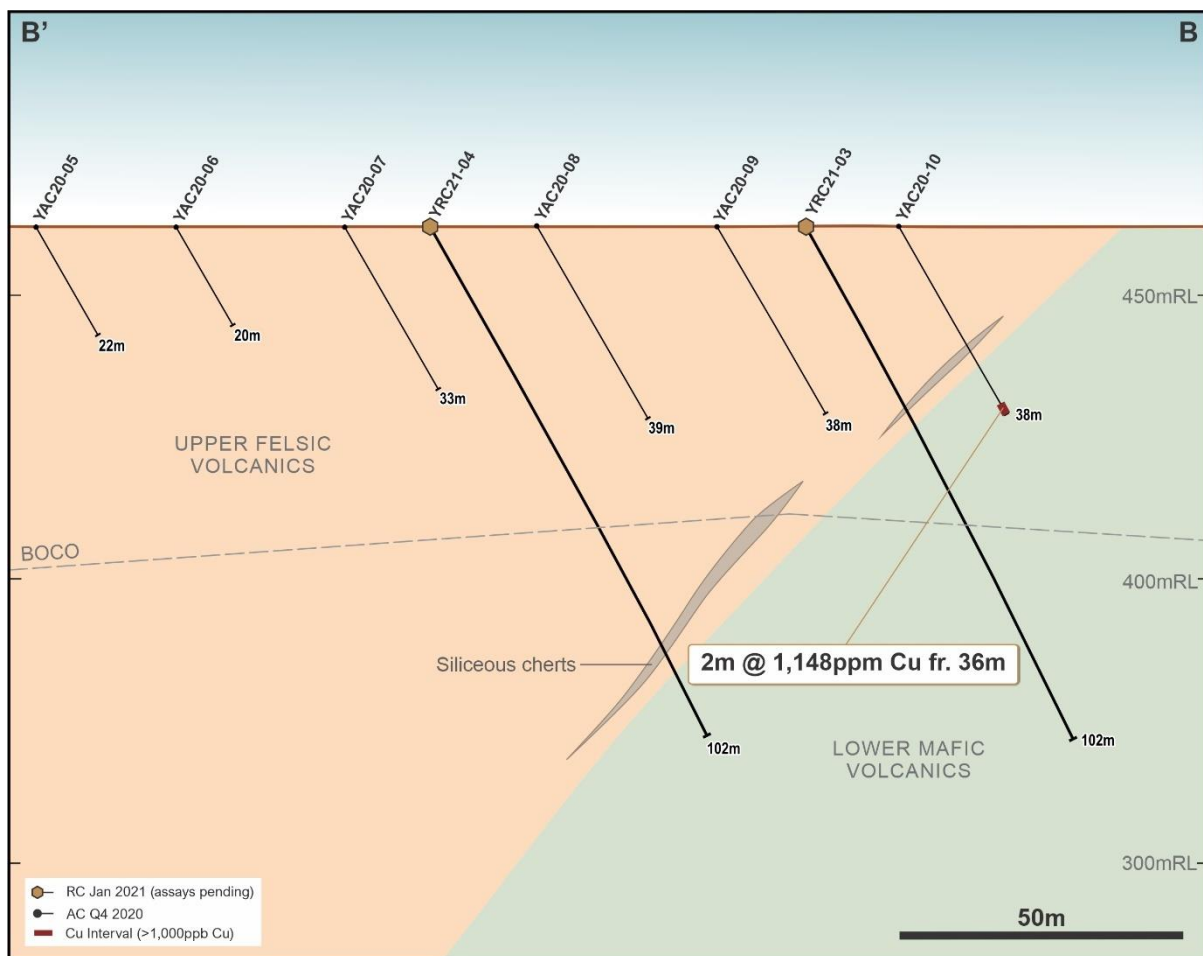 B'
B
YAC20-05
YAC20-06
YAC20-07
YRC21-04
YAC20-08
YAC20-09
YRC21-03
YAC20-10
450mRL
22m
20m
33m
39m
38m
38m
UPPER FELSIC
VOLCANICS
BOCO
400mRL
Siliceous cherts
2m @ 1,148ppm Cu fr. 36m
102m
102m
LOWER MAFIC
VOLCANICS
300mRL
RC Jan 2021 (assays pending)
AC Q4 2020
Cu Interval (>1,000ppb Cu)
50m